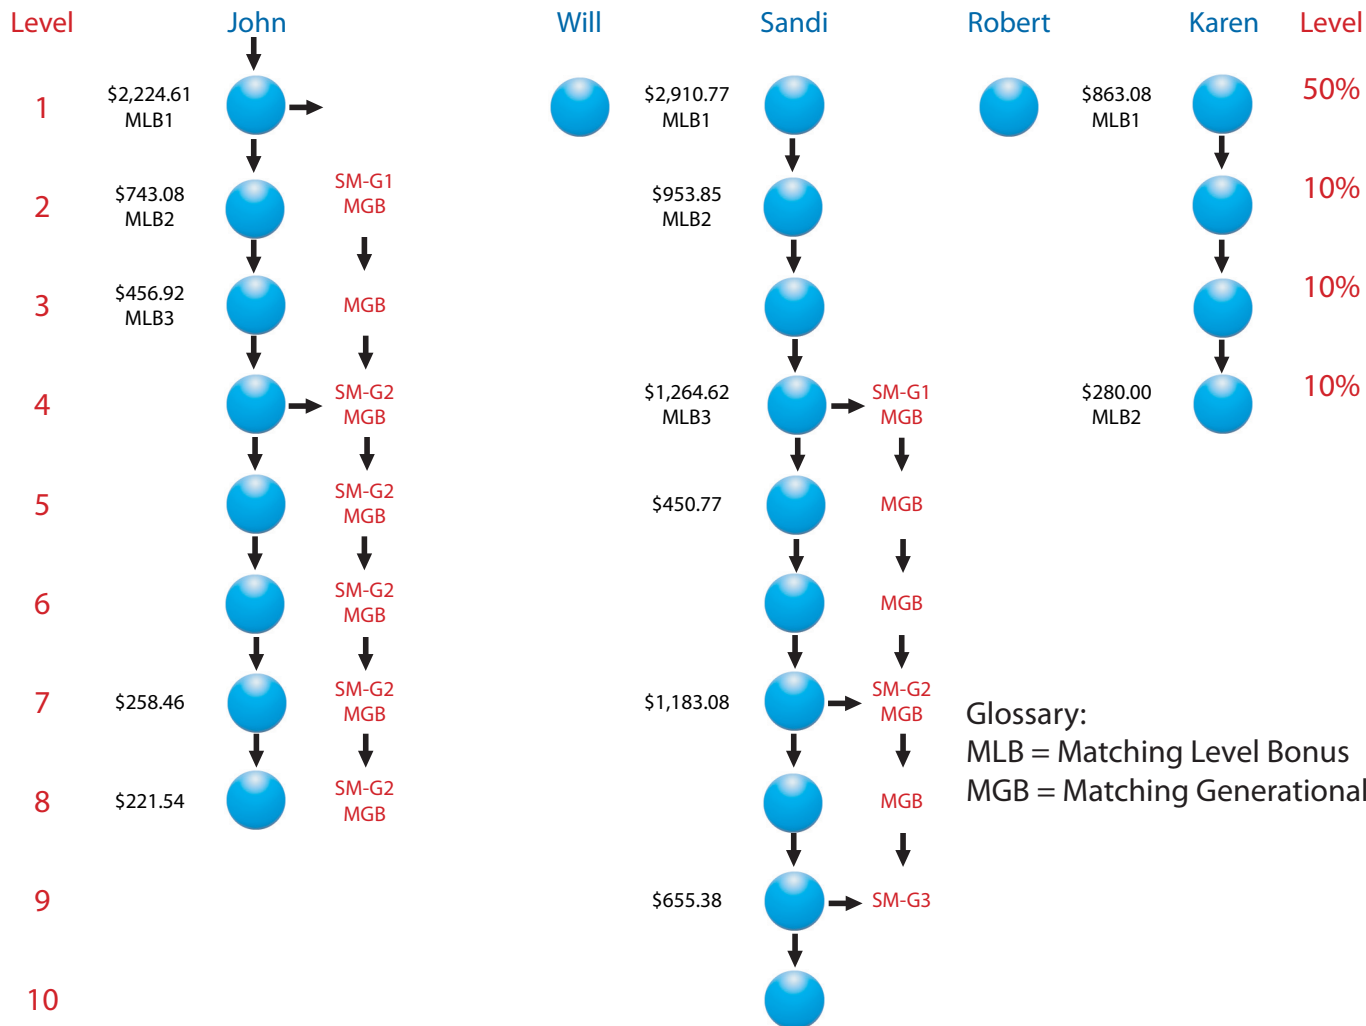 Level John Will Sandi Robert Karen Level
1 $2,224.61 $2,910.77 $863.08 50%
MLB1 MLB1 MLB1
2 $743.08 SM-G1 $953.85 10%
MLB2 MGB MLB2
3 $456.92 MGB 10%
MLB3
4 SM-G2 $1,264.62 SM-G1 $280.00 10%
MGB MLB3 MGB MLB2
5 SM-G2 $450.77 MGB
MGB
6 SM-G2 MGB
MGB
7 $258.46 SM-G2 $1,183.08 SM-G2
MGB MGB
Glossary:
MLB = Matching Level Bonus
8 $221.54 SM-G2 MGB
MGB
MGB = Matching Generational
9 $655.38 SM-G3
10